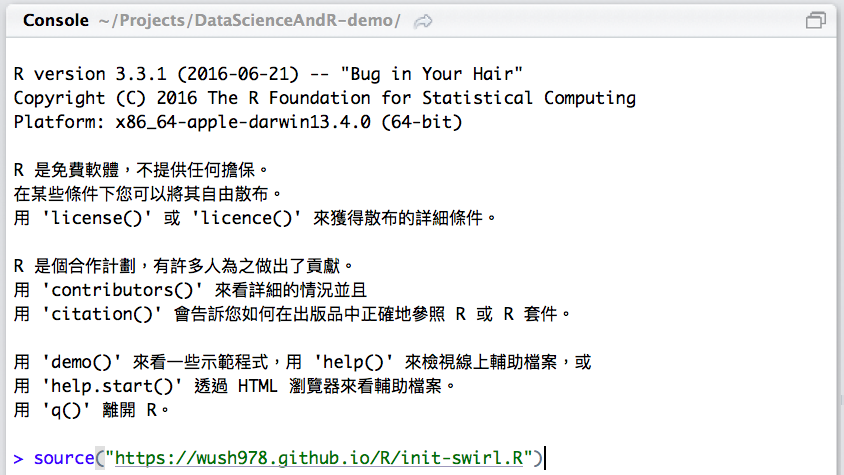 Console ~/Projects/DataScienceAndR-demo/
R version 3.3.1 (2016-06-21) -- "Bug in Your Hair"
Copyright (C) 2016 The R Foundation for Statistical Computing
Platform: x86_64-apple-darwin13.4.0 (64-bit)
R 是免費軟體，不提供任何擔保。
在某些條件下您可以將其自由散布。
用 'license()' 或 'licence()' 來獲得散布的詳細條件。
R 是個合作計劃，有許多人為之做出了貢獻。
用 'contributors()' 來看詳細的情況並且
用 'citation()' 會告訴您如何在出版品中正確地參照 R 或 R 套件。
用 'demo()' 來看一些示範程式，用 'help()' 來檢視線上輔助檔案，或
用 'help.start()' 透過 HTML 瀏覽器來看輔助檔案。
用 'q()' 離開 R。
> source("https://wush978.github.io/R/init-swirl.R")